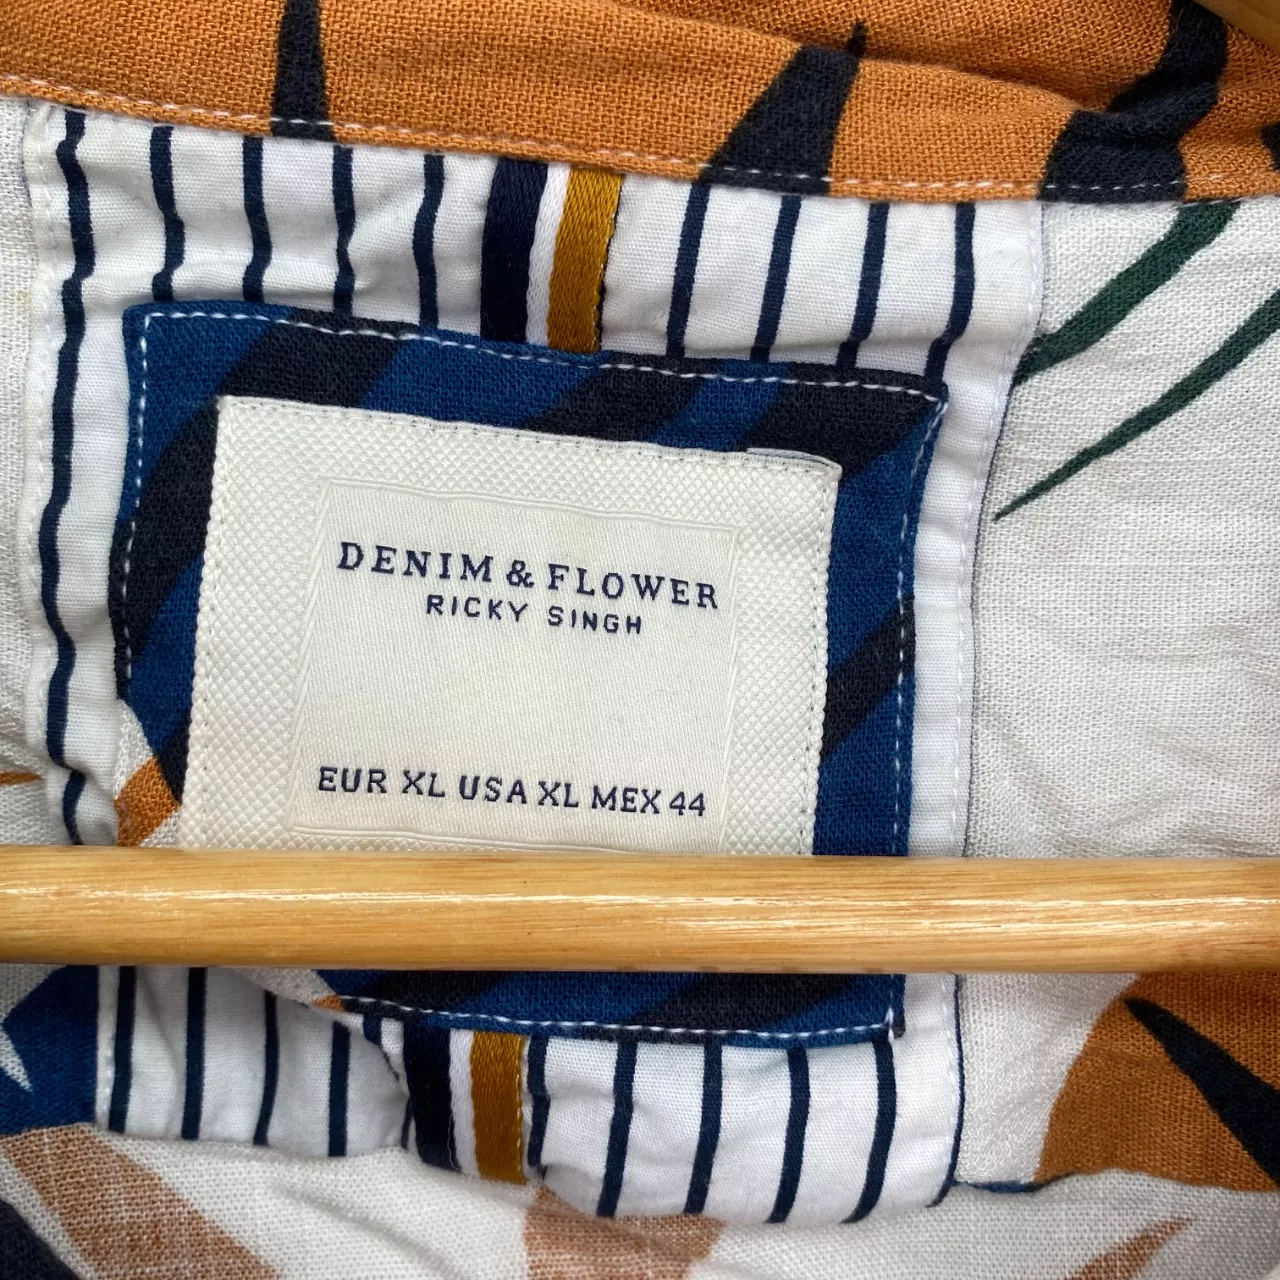 DENIM & FLOWER
RICKY SINGH
EUR XL USA XL MEX 44